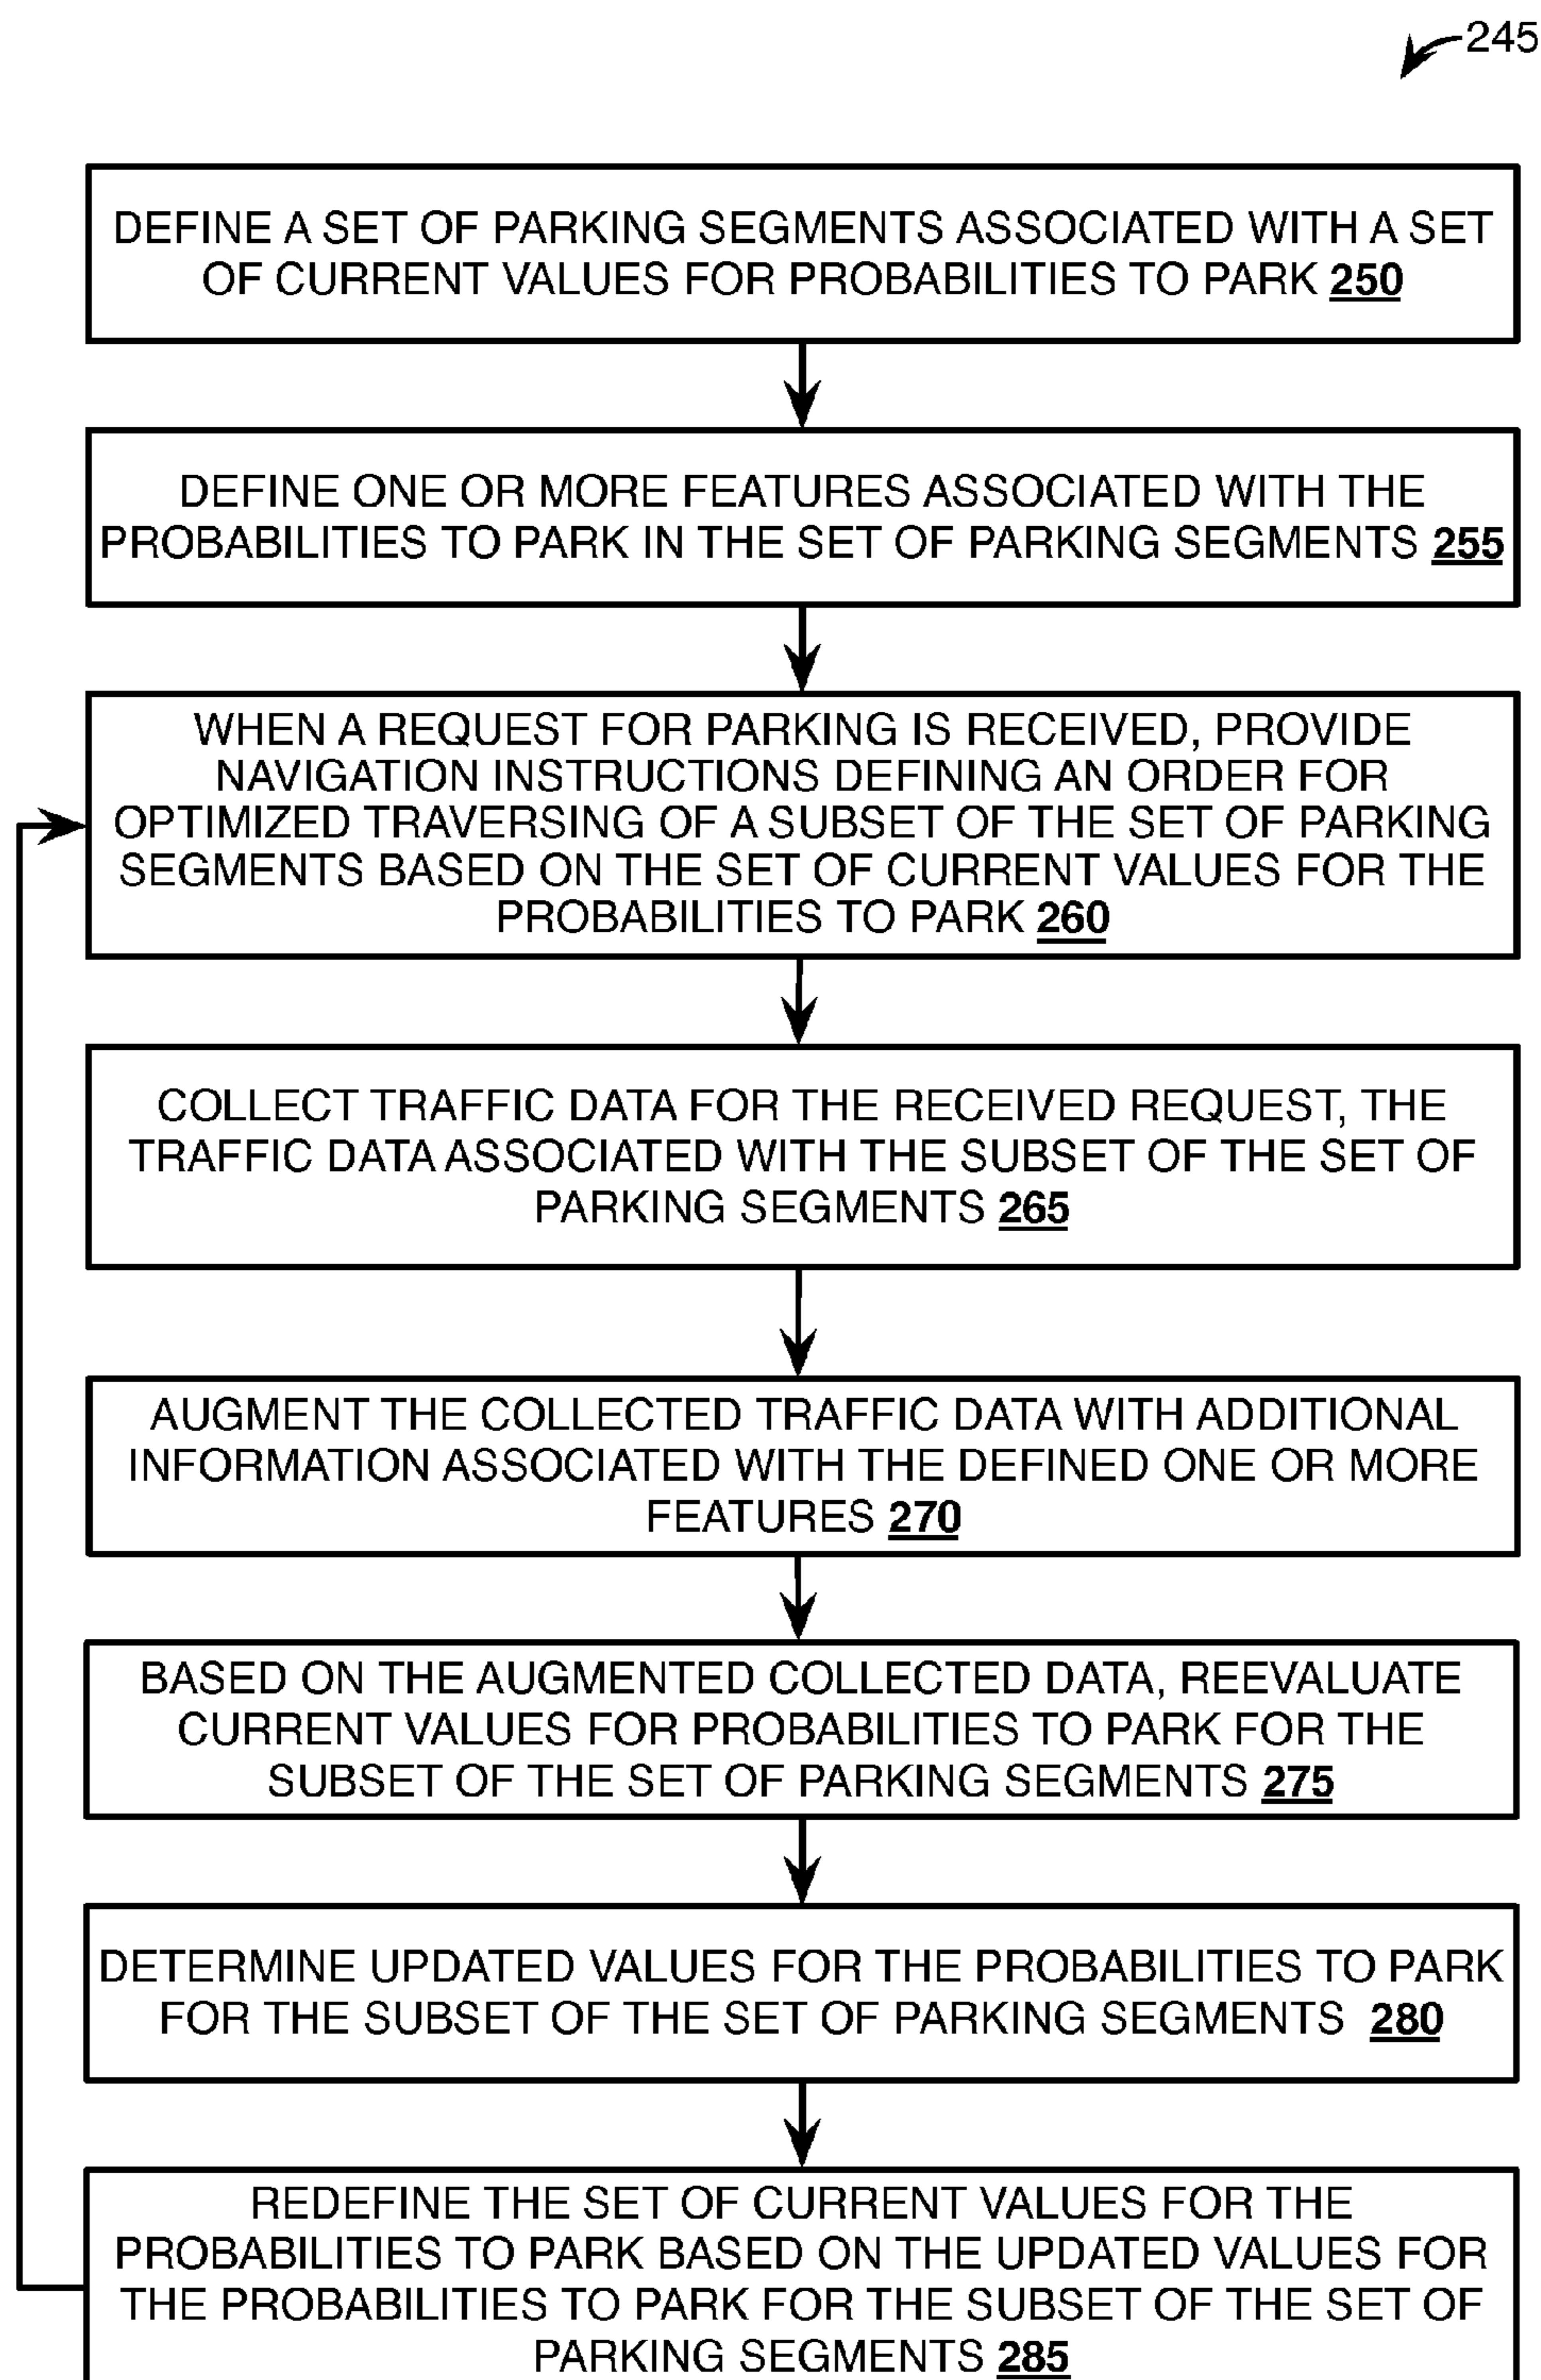 245
DEFINE A SET OF PARKING SEGMENTS ASSOCIATED WITH A SET
OF CURRENT VALUES FOR PROBABILITIES TO PARK 250
DEFINE ONE OR MORE FEATURES ASSOCIATED WITH THE
PROBABILITIES TO PARK IN THE SET OF PARKING SEGMENTS 255
WHEN A REQUEST FOR PARKING IS RECEIVED, PROVIDE
NAVIGATION INSTRUCTIONS DEFINING AN ORDER FOR
OPTIMIZED TRAVERSING OF A SUBSET OF THE SET OF PARKING
SEGMENTS BASED ON THE SET OF CURRENT VALUES FOR THE
PROBABILITIES TO PARK 260
COLLECT TRAFFIC DATA FOR THE RECEIVED REQUEST, THE
TRAFFIC DATA ASSOCIATED WITH THE SUBSET OF THE SET OF
PARKING SEGMENTS 265
AUGMENT THE COLLECTED TRAFFIC DATA WITH ADDITIONAL
INFORMATION ASSOCIATED WITH THE DEFINED ONE OR MORE
FEATURES 270
BASED ON THE AUGMENTED COLLECTED DATA, REEVALUATE
CURRENT VALUES FOR PROBABILITIES TO PARK FOR THE
SUBSET OF THE SET OF PARKING SEGMENTS 275
DETERMINE UPDATED VALUES FOR THE PROBABILITIES TO PARK
FOR THE SUBSET OF THE SET OF PARKING SEGMENTS 280
REDEFINE THE SET OF CURRENT VALUES FOR THE
PROBABILITIES TO PARK BASED ON THE UPDATED VALUES FOR
THE PROBABILITIES TO PARK FOR THE SUBSET OF THE SET OF
PARKING SEGMENTS 285